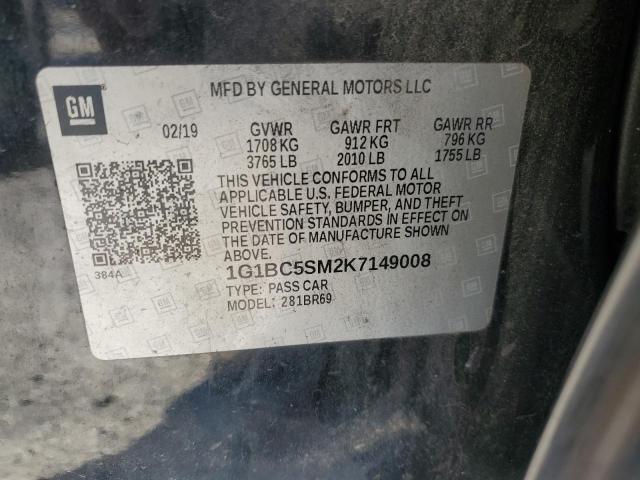 GM
MFD BY GENERAL MOTORS LLC
02/19 GVWR GAWR FRT GAWR RR
1708 KG 912 KG 796 KG
3765 LB 2010 LB 1755 LB
THIS VEHICLE CONFORMS TO ALL
APPLICABLE U.S. FEDERAL MOTOR
VEHICLE SAFETY, BUMPER, AND THEFT
PREVENTION STANDARDS IN EFFECT ON
THE DATE OF MANUFACTURE SHOWN
ABOVE.
384A
1G1BC5SM2K7149008
TYPE: PASS CAR
MODEL: 281BR69